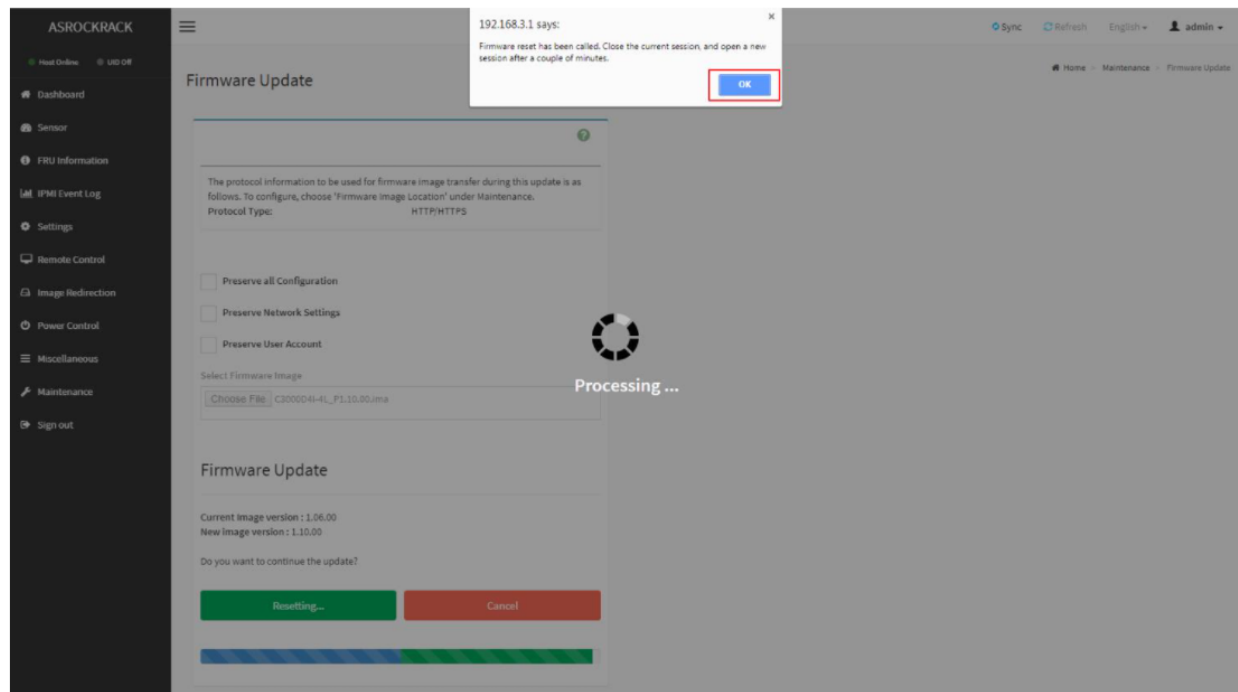 ASROCKRACK
Host Online UID Off
Dashboard
Sensor
FRU Information
IPMI Event Log
Settings
Remote Control
Image Redirection
Power Control
Miscellaneous
Maintenance
Sign out
192.168.3.1 says:
Firmware reset has been called. Close the current session, and open a new
session after a couple of minutes.
OK
Sync Refresh English admin
Firmware Update
Home > Maintenance > Firmware Update
The protocol information to be used for firmware image transfer during this update is as
follows. To configure, choose 'Firmware Image Location' under Maintenance.
Protocol Type: HTTP/HTTPS
Preserve all Configuration
Preserve Network Settings
Preserve User Account
Select Firmware Image
Choose File C3000D4I-4L_P1.10.00.ima
Processing ...
Firmware Update
Current Image version : 1.06.00
New image version : 1.10.00
Do you want to continue the update?
Resetting... Cancel